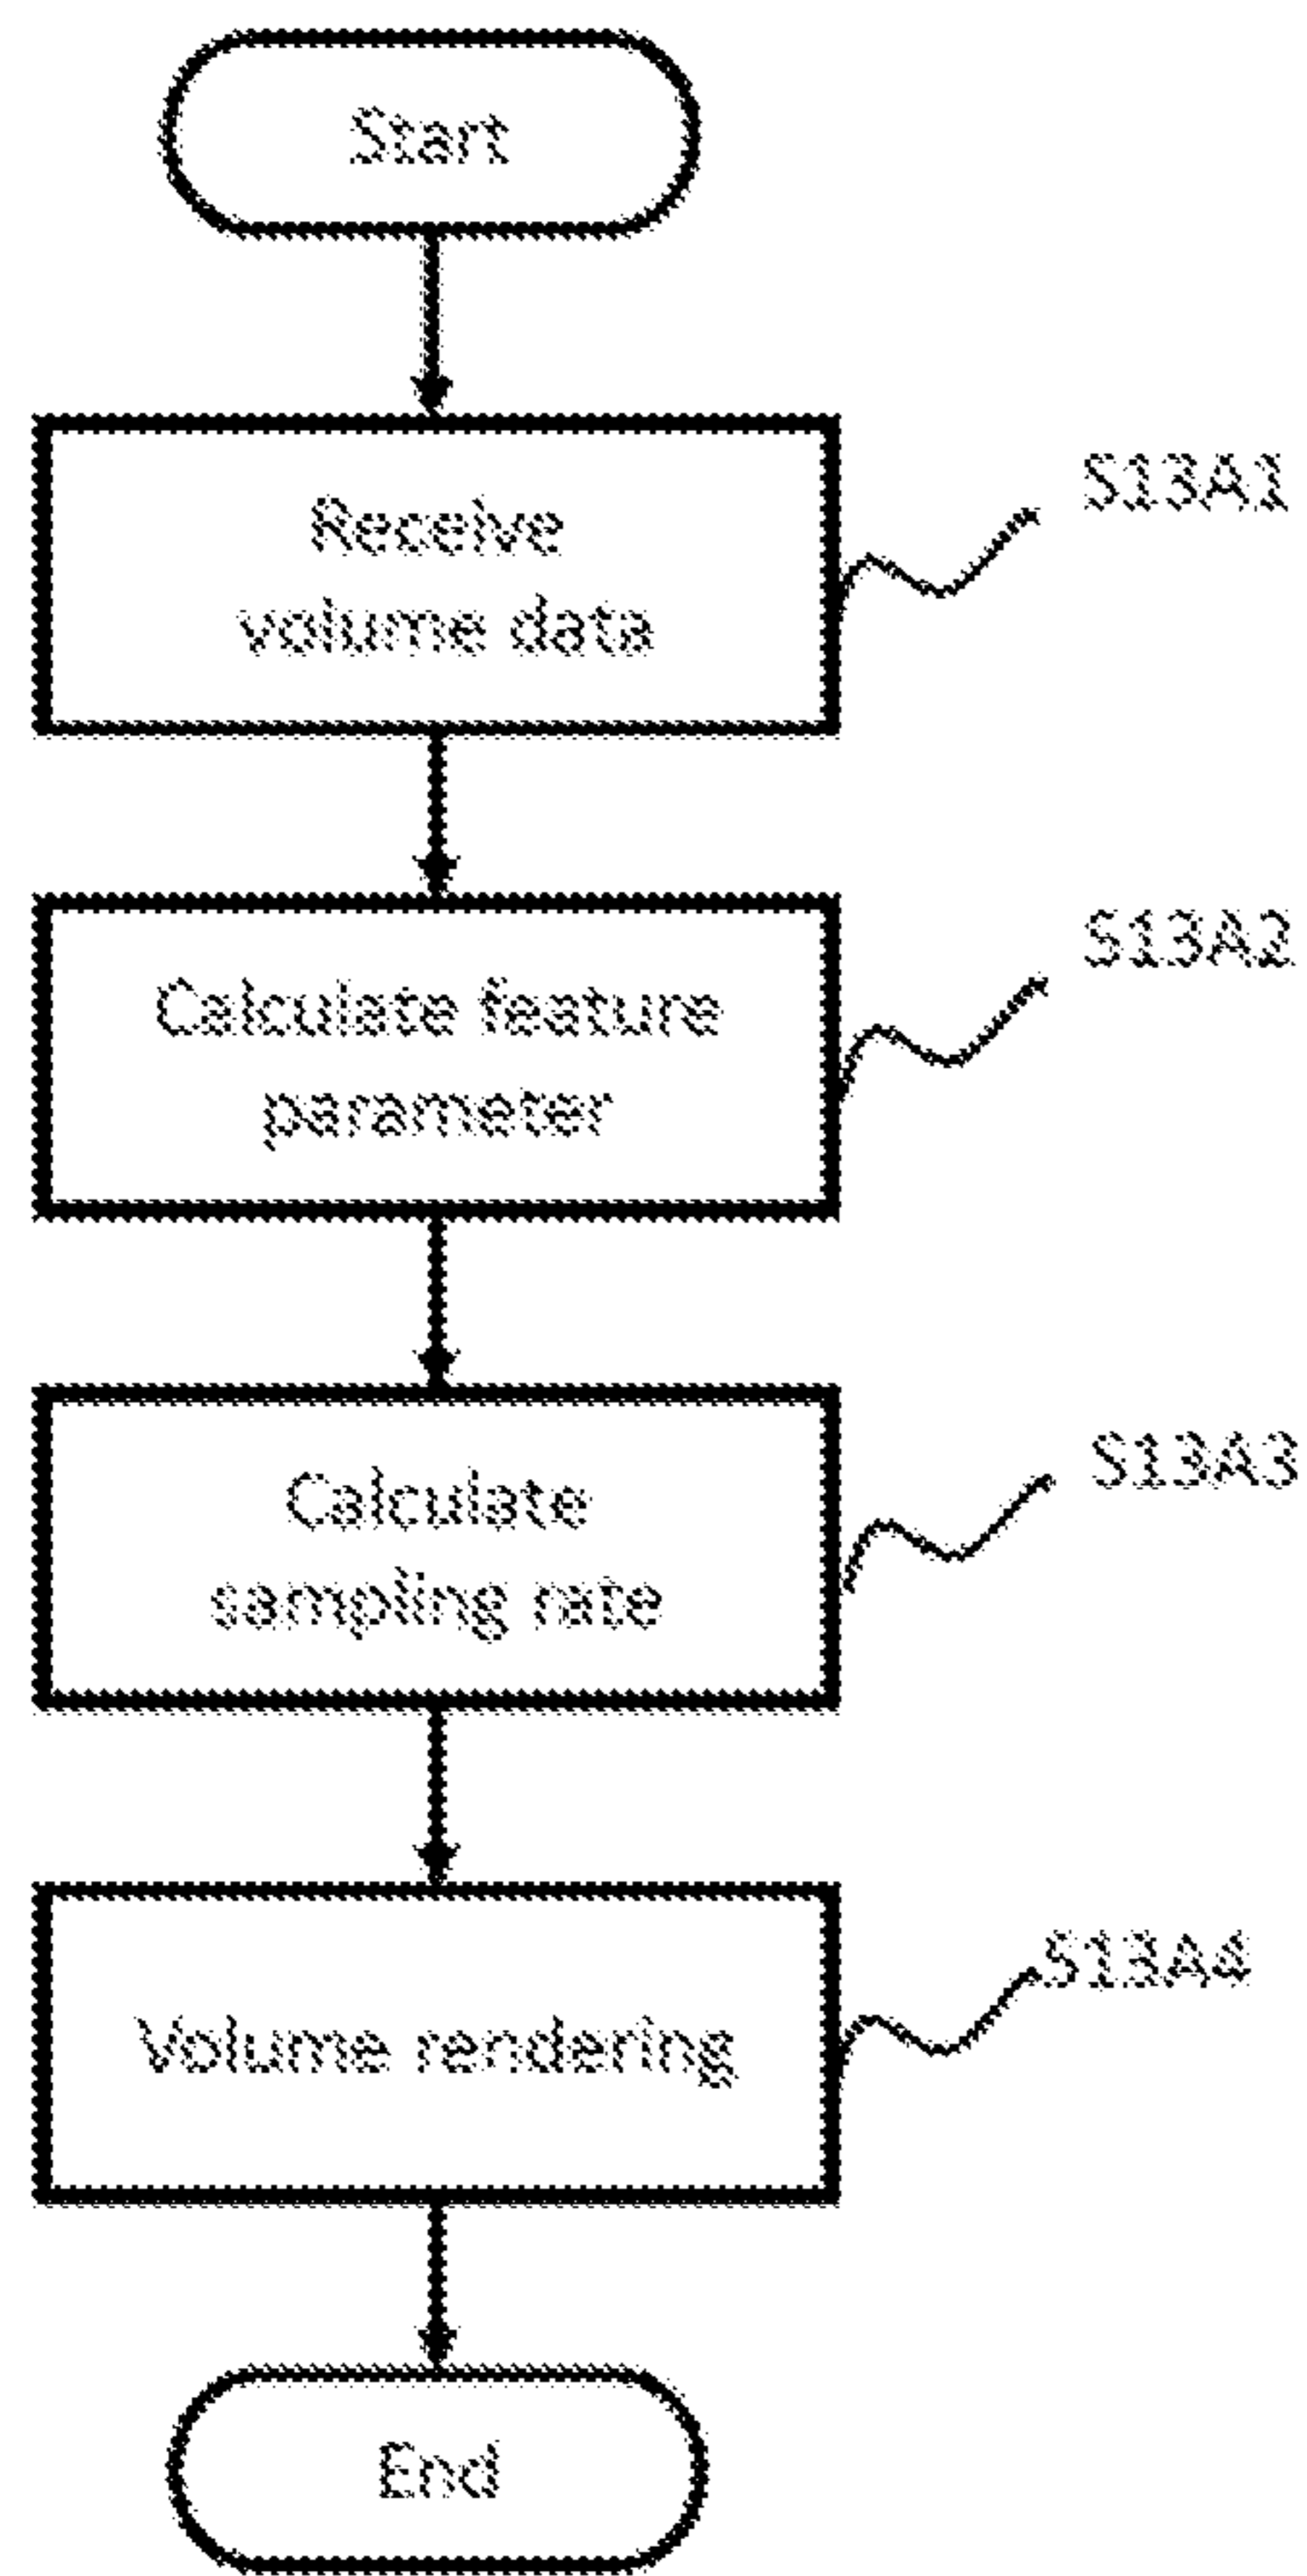 Start
Receive
volume data
S13A1
Calculate feature
parameter
S13A2
Calculate
sampling rate
S13A3
Volume rendering
S13A4
End